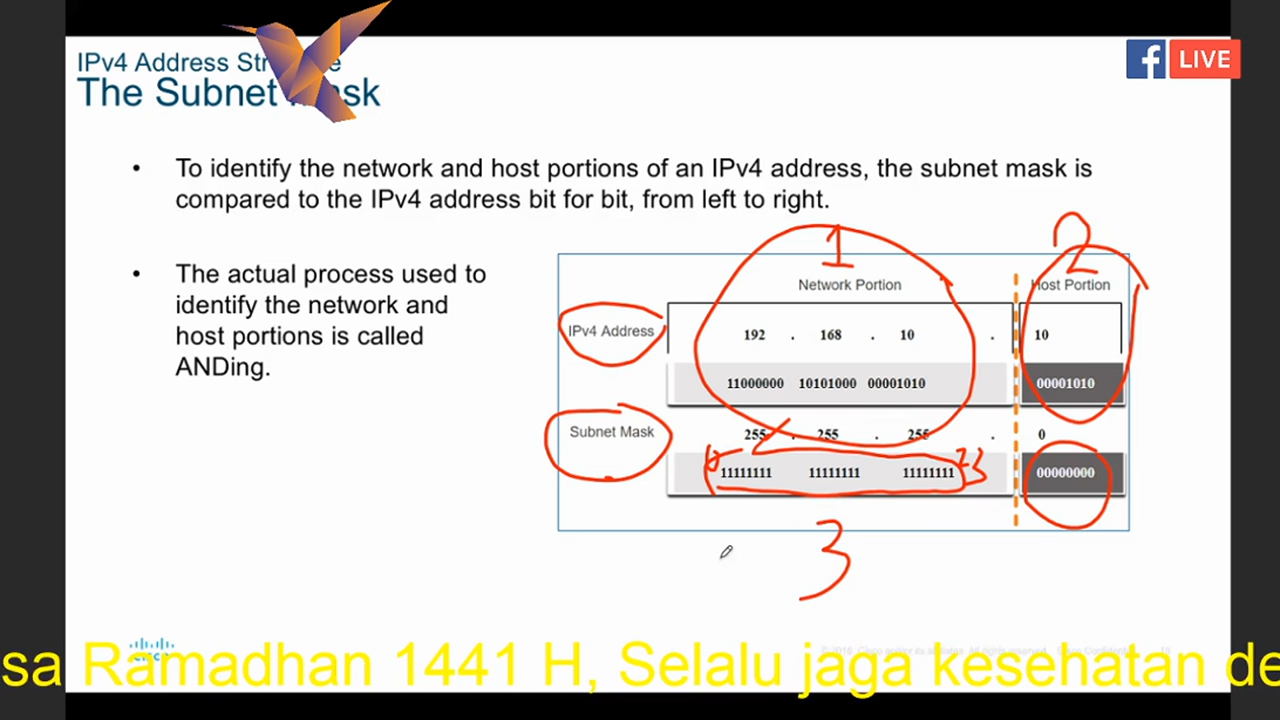 IPv4 Address Str e
The Subnet Mask
LIVE
• To identify the network and host portions of an IPv4 address, the subnet mask is
compared to the IPv4 address bit for bit, from left to right.
• The actual process used to
identify the network and
host portions is called
ANDing.
1
2
Network Portion
Host Portion
IPv4 Address
192 . 168 . 10 . 10
11000000 10101000 00001010 00001010
Subnet Mask
255 . 255 . 255 . 0
11111111 11111111 11111111 00000000
3
sa Ramadhan 1441 H, Selalu jaga kesehatan de